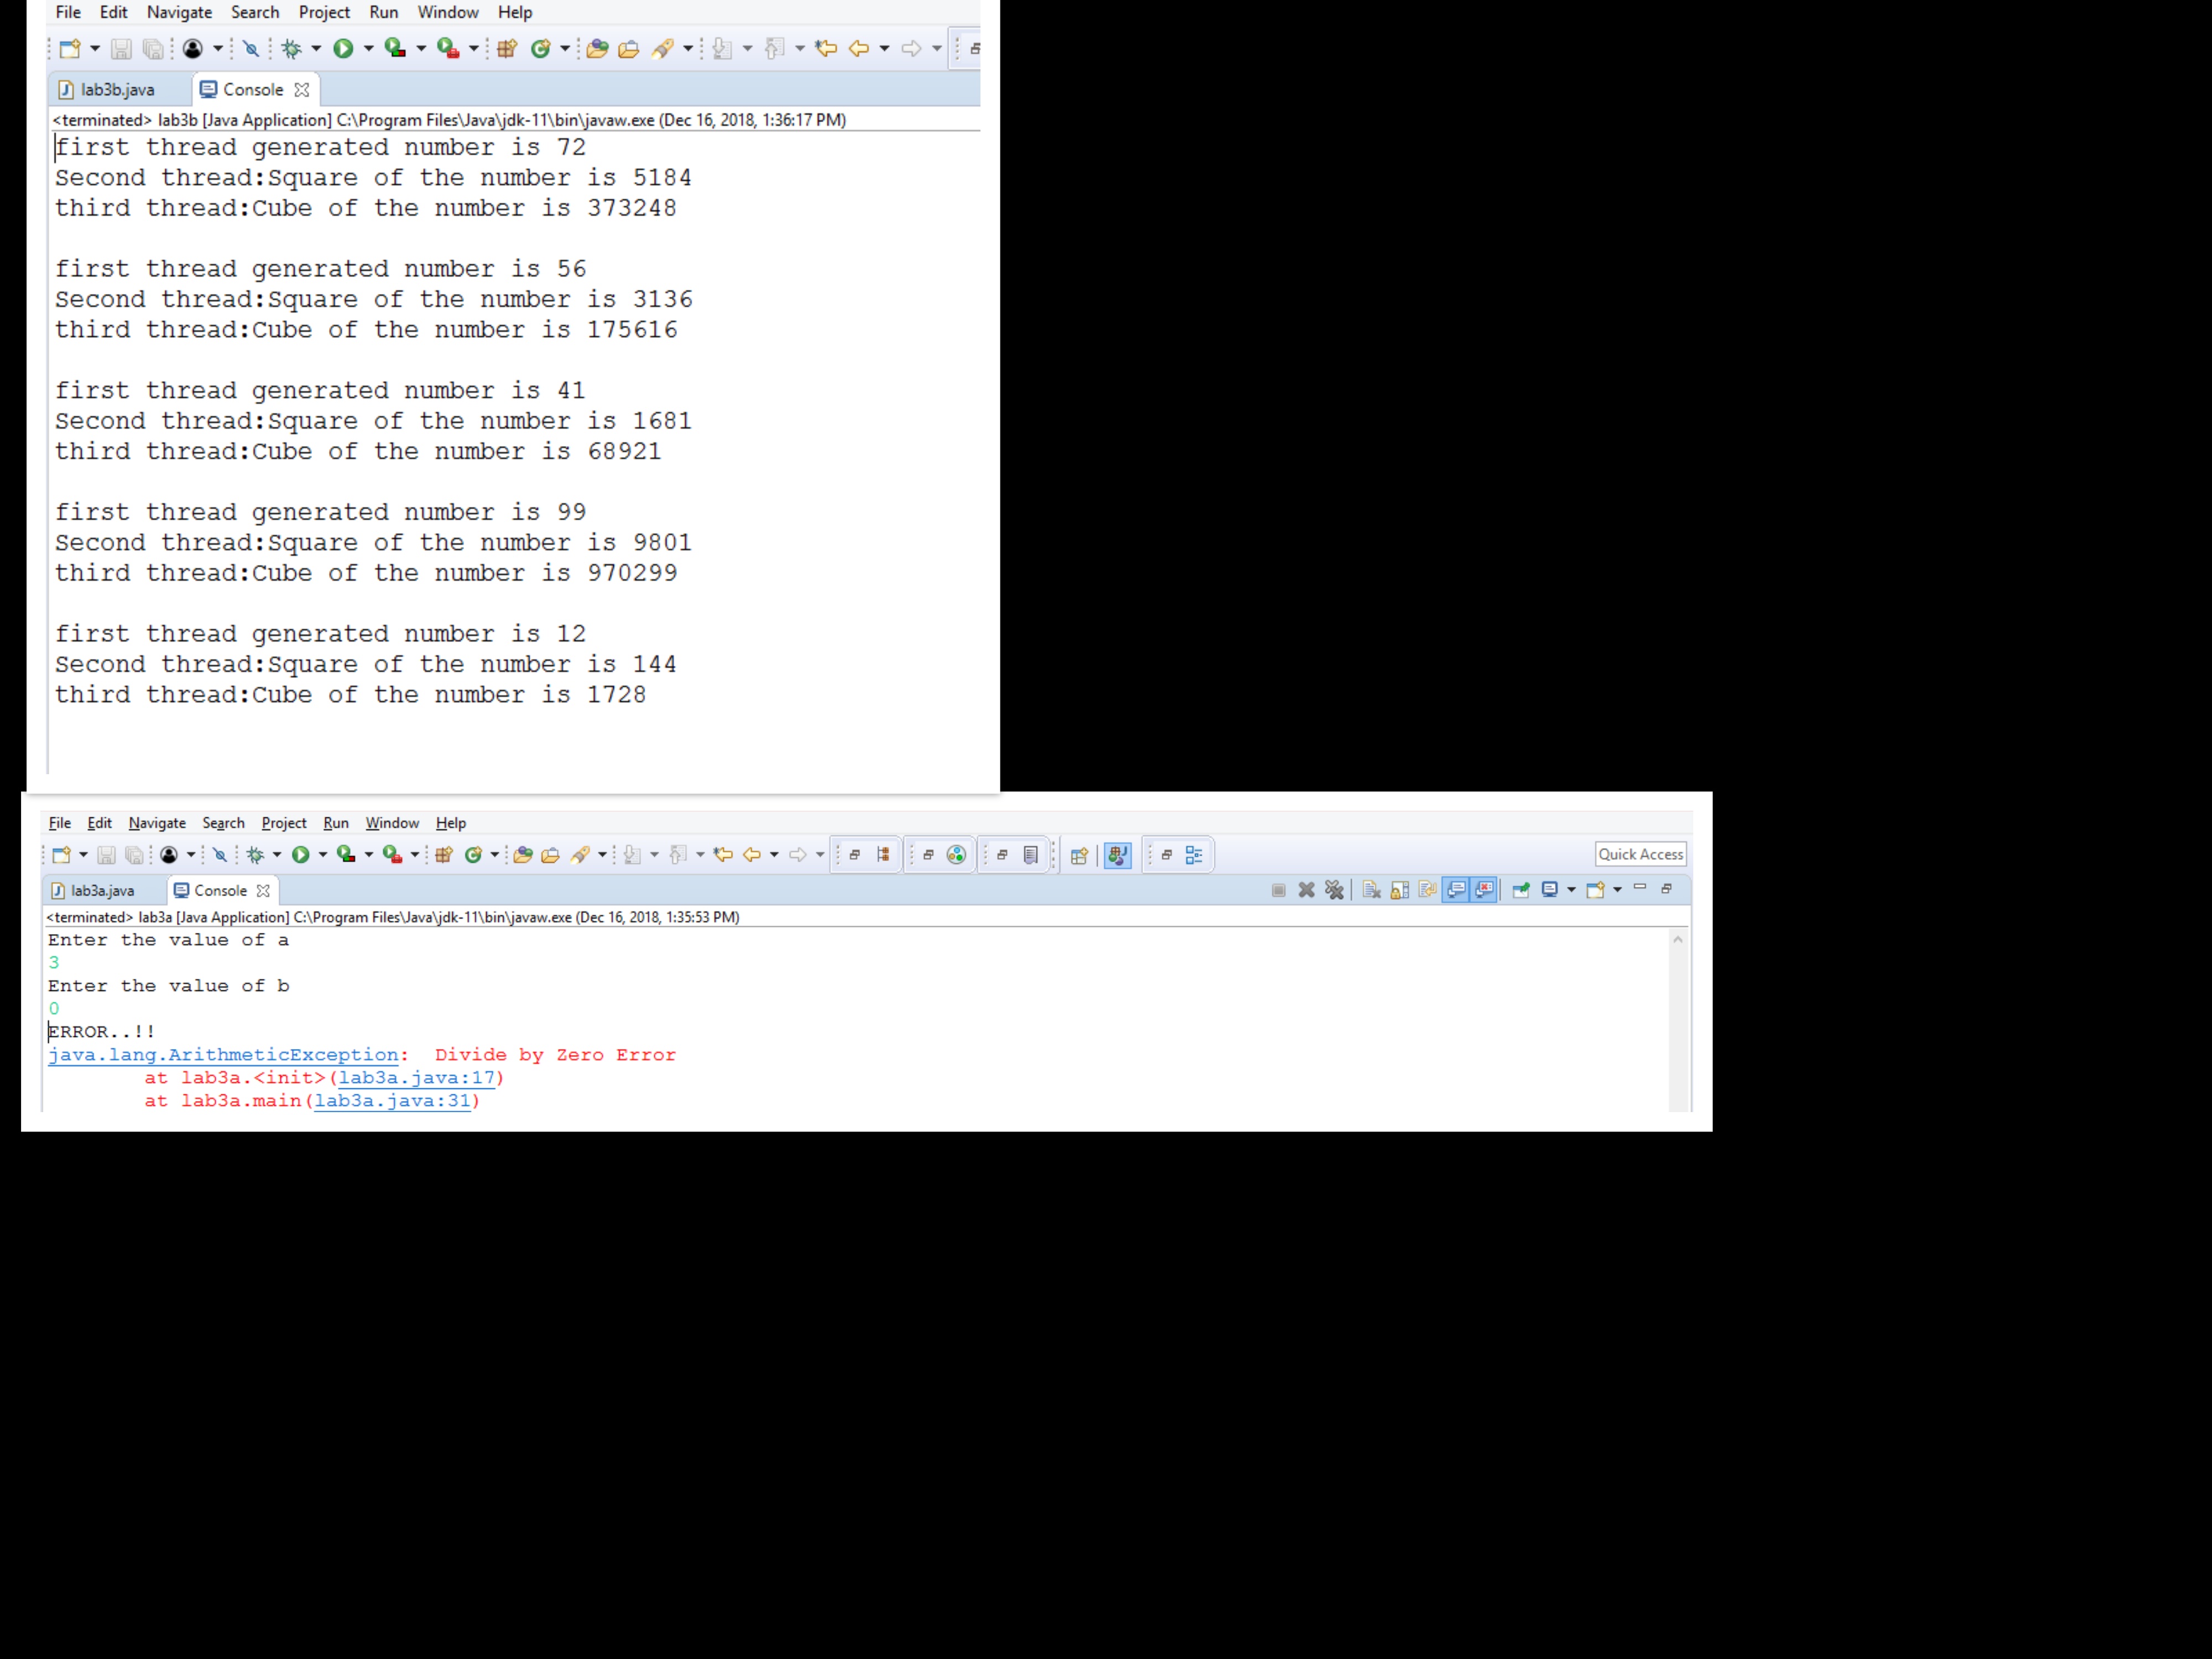 File Edit Navigate Search Project Run Window Help
lab3b.java Console
<terminated> lab3b [Java Application] C:\Program Files\Java\jdk-11\bin\javaw.exe (Dec 16, 2018, 1:36:17 PM)
first thread generated number is 72
Second thread:Square of the number is 5184
third thread:Cube of the number is 373248
first thread generated number is 56
Second thread:Square of the number is 3136
third thread:Cube of the number is 175616
first thread generated number is 41
Second thread:Square of the number is 1681
third thread:Cube of the number is 68921
first thread generated number is 99
Second thread:Square of the number is 9801
third thread:Cube of the number is 970299
first thread generated number is 12
Second thread:Square of the number is 144
third thread:Cube of the number is 1728
File Edit Navigate Search Project Run Window Help
Quick Access
lab3a.java Console
<terminated> lab3a [Java Application] C:\Program Files\Java\jdk-11\bin\javaw.exe (Dec 16, 2018, 1:35:53 PM)
Enter the value of a
3
Enter the value of b
0
ERROR..!!
java.lang.ArithmeticException:  Divide by Zero Error
at lab3a.<init>(lab3a.java:17)
at lab3a.main(lab3a.java:31)